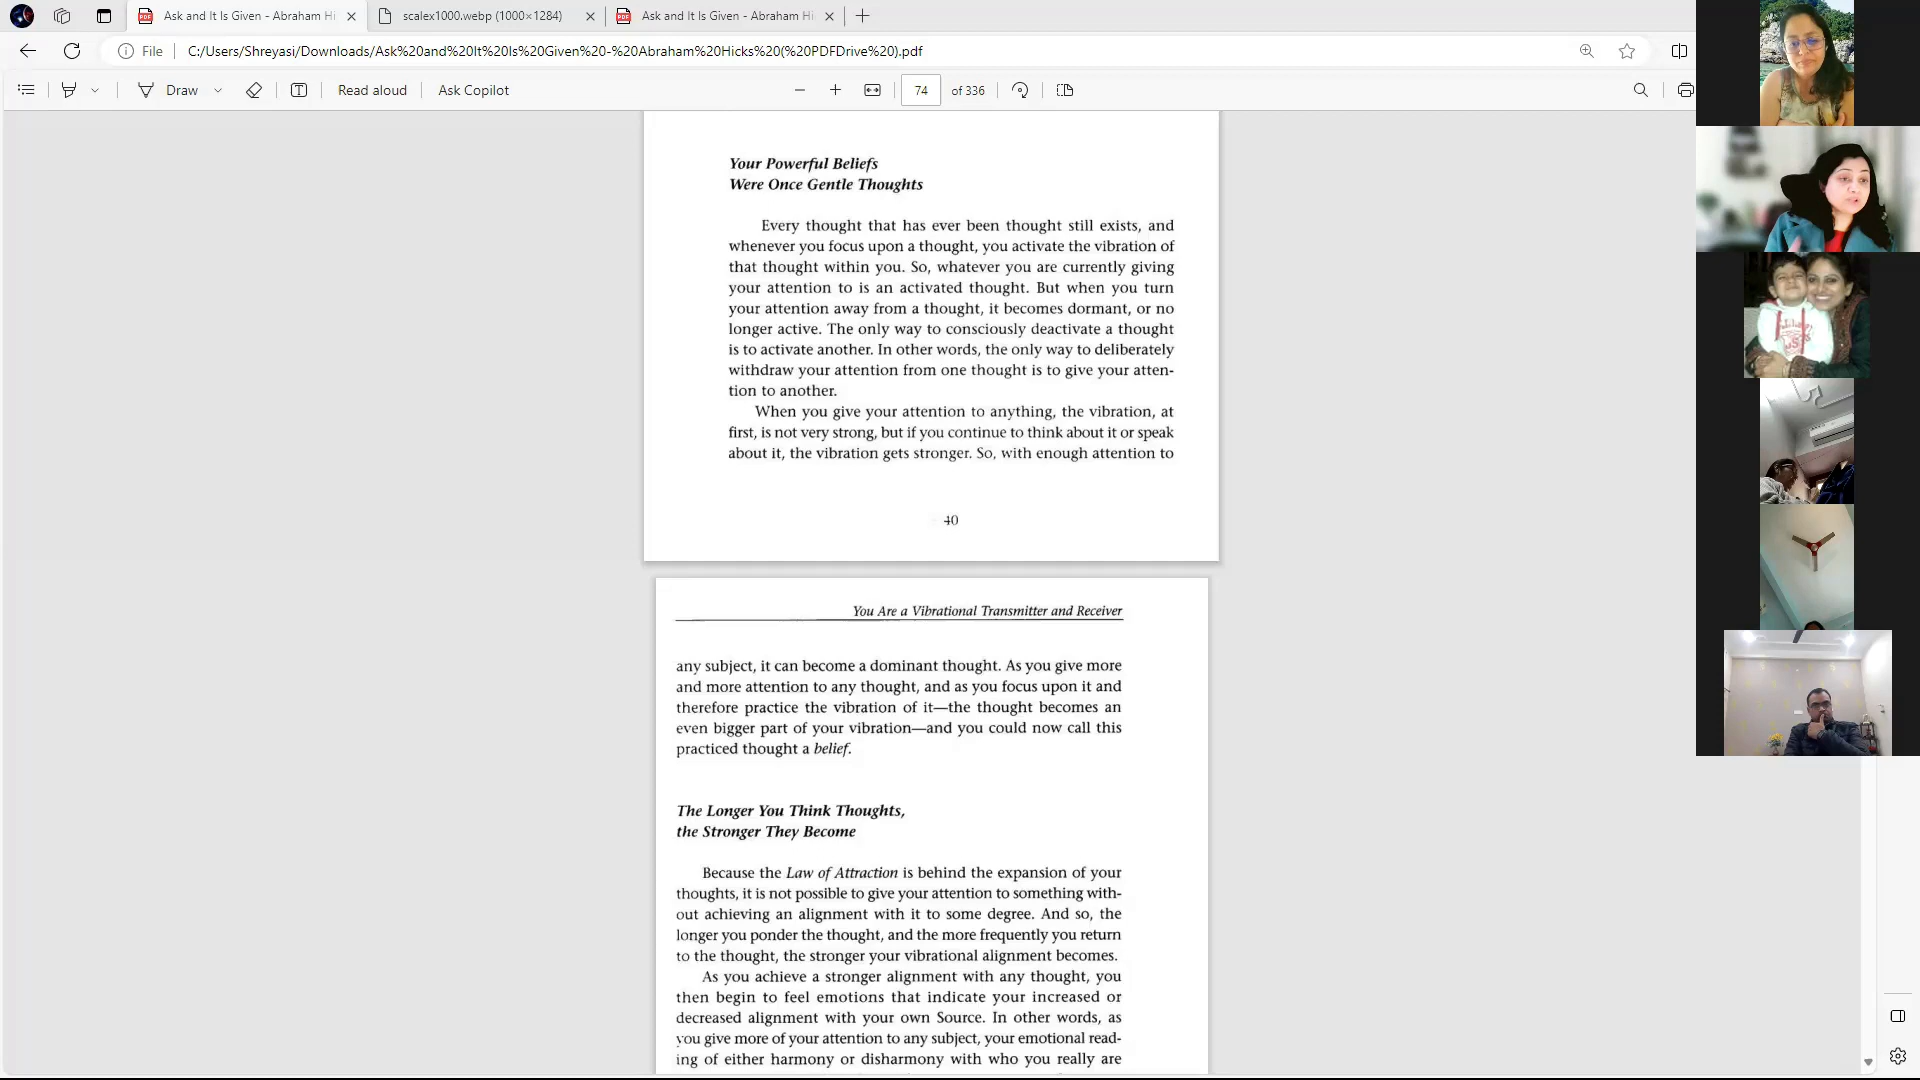 Ask and It Is Given - Abraham Hi
scalex1000.webp (1000×1284)
Ask and It Is Given - Abraham Hi
File
C:/Users/Shreyasi/Downloads/Ask%20and%20It%20Is%20Given%20-%20Abraham%20Hicks%20(%20PDFDrive%20).pdf
Draw
Read aloud
Ask Copilot
74
of 336
Your Powerful Beliefs
Were Once Gentle Thoughts
Every thought that has ever been thought still exists, and
whenever you focus upon a thought, you activate the vibration of
that thought within you. So, whatever you are currently giving
your attention to is an activated thought. But when you turn
your attention away from a thought, it becomes dormant, or no
longer active. The only way to consciously deactivate a thought
is to activate another. In other words, the only way to deliberately
withdraw your attention from one thought is to give your atten-
tion to another.
When you give your attention to anything, the vibration, at
first, is not very strong, but if you continue to think about it or speak
about it, the vibration gets stronger. So, with enough attention to
40
You Are a Vibrational Transmitter and Receiver
any subject, it can become a dominant thought. As you give more
and more attention to any thought, and as you focus upon it and
therefore practice the vibration of it—the thought becomes an
even bigger part of your vibration—and you could now call this
practiced thought a belief.
The Longer You Think Thoughts,
the Stronger They Become
Because the Law of Attraction is behind the expansion of your
thoughts, it is not possible to give your attention to something with-
out achieving an alignment with it to some degree. And so, the
longer you ponder the thought, and the more frequently you return
to the thought, the stronger your vibrational alignment becomes.
As you achieve a stronger alignment with any thought, you
then begin to feel emotions that indicate your increased or
decreased alignment with your own Source. In other words, as
you give more of your attention to any subject, your emotional read-
ing of either harmony or disharmony with who you really are